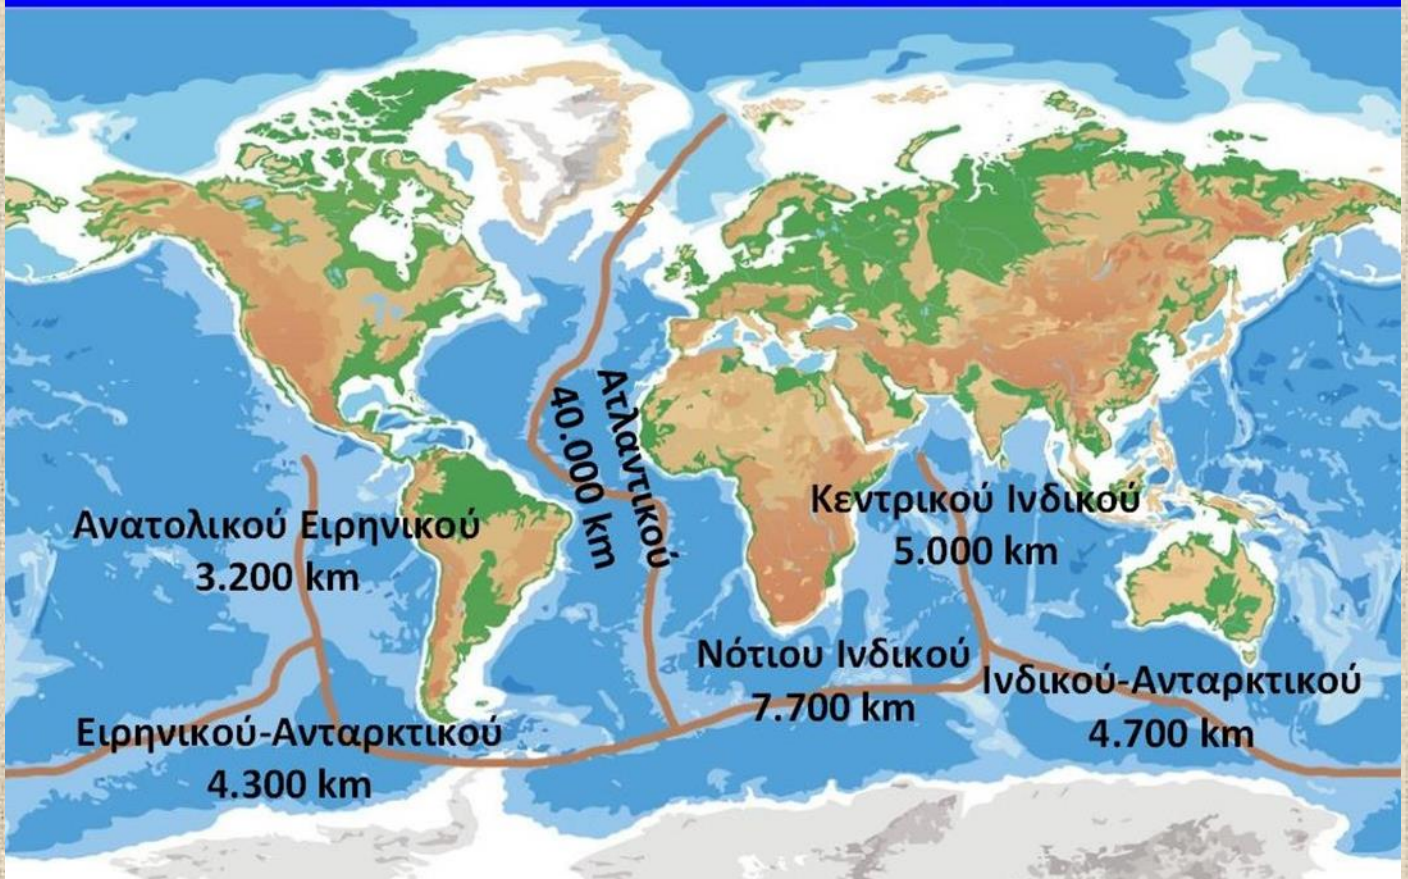 Ατλαντικού
40.000 km
Ανατολικού Ειρηνικού
3.200 km
Κεντρικού Ινδικού
5.000 km
Νότιου Ινδικού
7.700 km
Ινδικού-Ανταρκτικού
4.700 km
Ειρηνικού-Ανταρκτικού
4.300 km